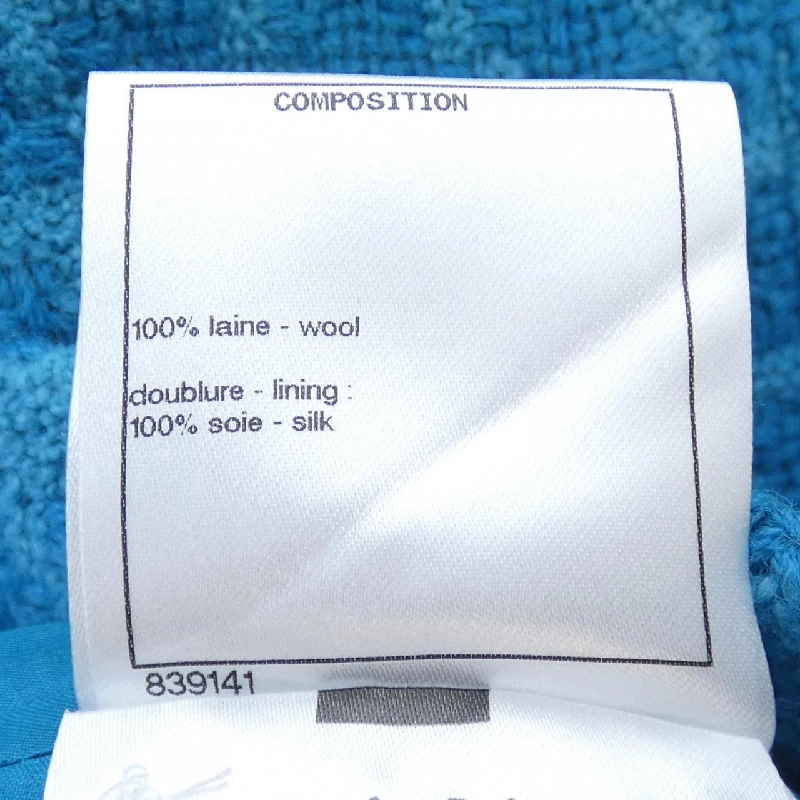 COMPOSITION
100% laine - wool
doublure - lining :
100% soie - silk
839141